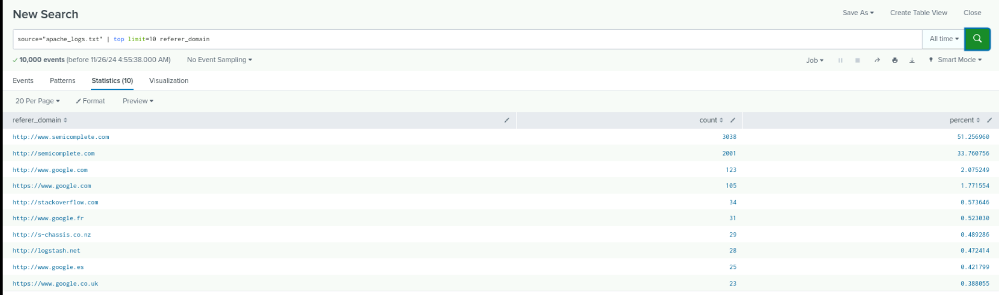 New Search
Save As Create Table View Close
source="apache_logs.txt" | top limit=10 referer_domain
All time
10,000 events (before 11/26/24 4:55:38.000 AM) No Event Sampling
Job Smart Mode
Events Patterns Statistics (10) Visualization
20 Per Page Format Preview
referer_domain count percent
http://www.semicomplete.com 3038 51.256960
http://semicomplete.com 2001 33.760756
http://www.google.com 123 2.075249
https://www.google.com 105 1.771554
http://stackoverflow.com 34 0.573646
http://www.google.fr 31 0.523030
http://s-chassis.co.nz 29 0.489286
http://logstash.net 28 0.472414
http://www.google.es 25 0.421799
https://www.google.co.uk 23 0.388055